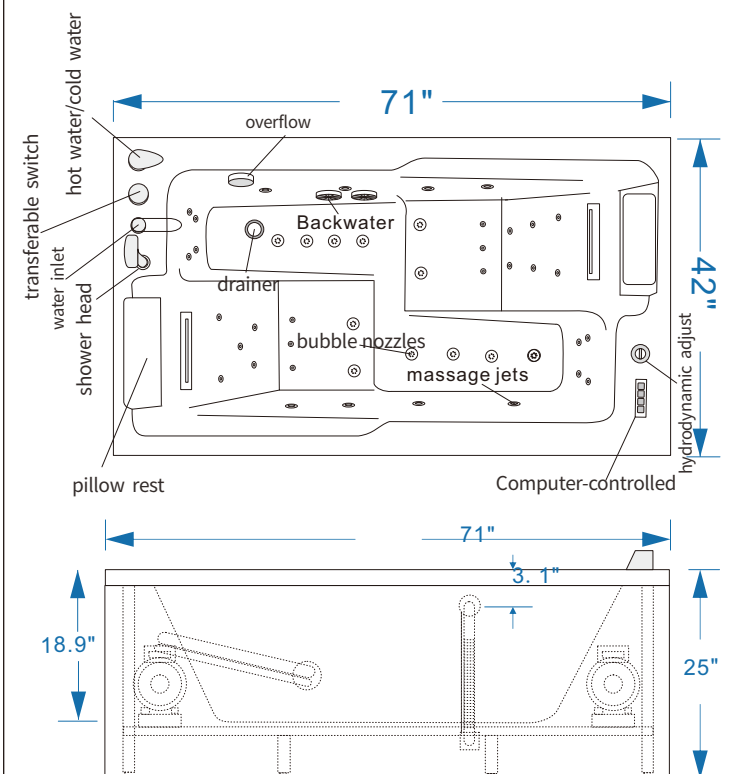 71"
overflow
hot water/cold water
transferable switch
water inlet
shower head
Backwater
drainer
42"
bubble nozzles
massage jets
hydrodynamic adjust
pillow rest
Computer-controlled
71"
3. 1"
18.9"
25"